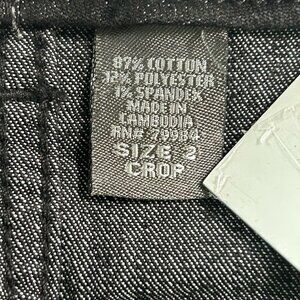 87% COTTON
12% POLYESTER
1% SPANDEX
MADE IN
CAMBODIA
RN# 79984
SIZE 2
CROP